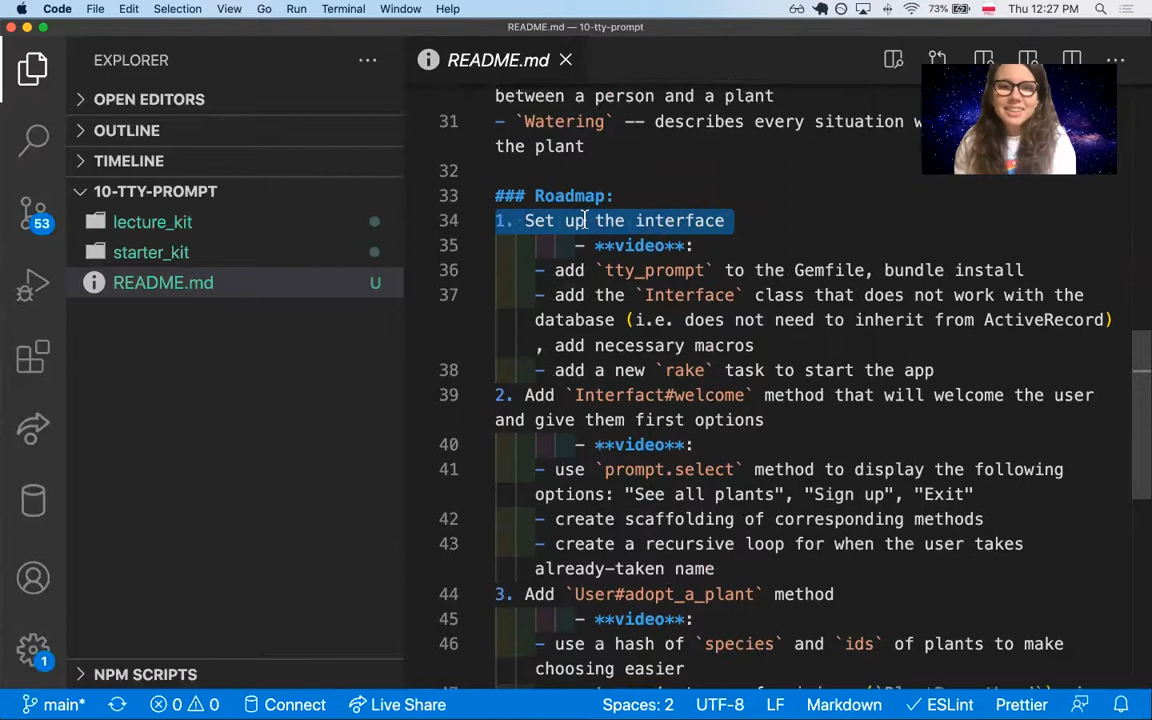 Code File Edit Selection View Go Run Terminal Window Help 73% Thu 12:27 PM
README.md — 10-tty-prompt
EXPLORER
README.md
OPEN EDITORS
OUTLINE
TIMELINE
10-TTY-PROMPT
lecture_kit
starter_kit
README.md U
NPM SCRIPTS
53
1
between a person and a plant
31 - `Watering` -- describes every situation w
the plant
32
33 ### Roadmap:
34 1. Set up the interface
35 - **video**:
36 - add `tty_prompt` to the Gemfile, bundle install
37 - add the `Interface` class that does not work with the
database (i.e. does not need to inherit from ActiveRecord)
, add necessary macros
38 - add a new `rake` task to start the app
39 2. Add `Interfact#welcome` method that will welcome the user
and give them first options
40 - **video**:
41 - use `prompt.select` method to display the following
options: "See all plants", "Sign up", "Exit"
42 - create scaffolding of corresponding methods
43 - create a recursive loop for when the user takes
already-taken name
44 3. Add `User#adopt_a_plant` method
45 - **video**:
46 - use a hash of `species` and `ids` of plants to make
choosing easier
main* 0 0 Connect Live Share Spaces: 2 UTF-8 LF Markdown ESLint Prettier